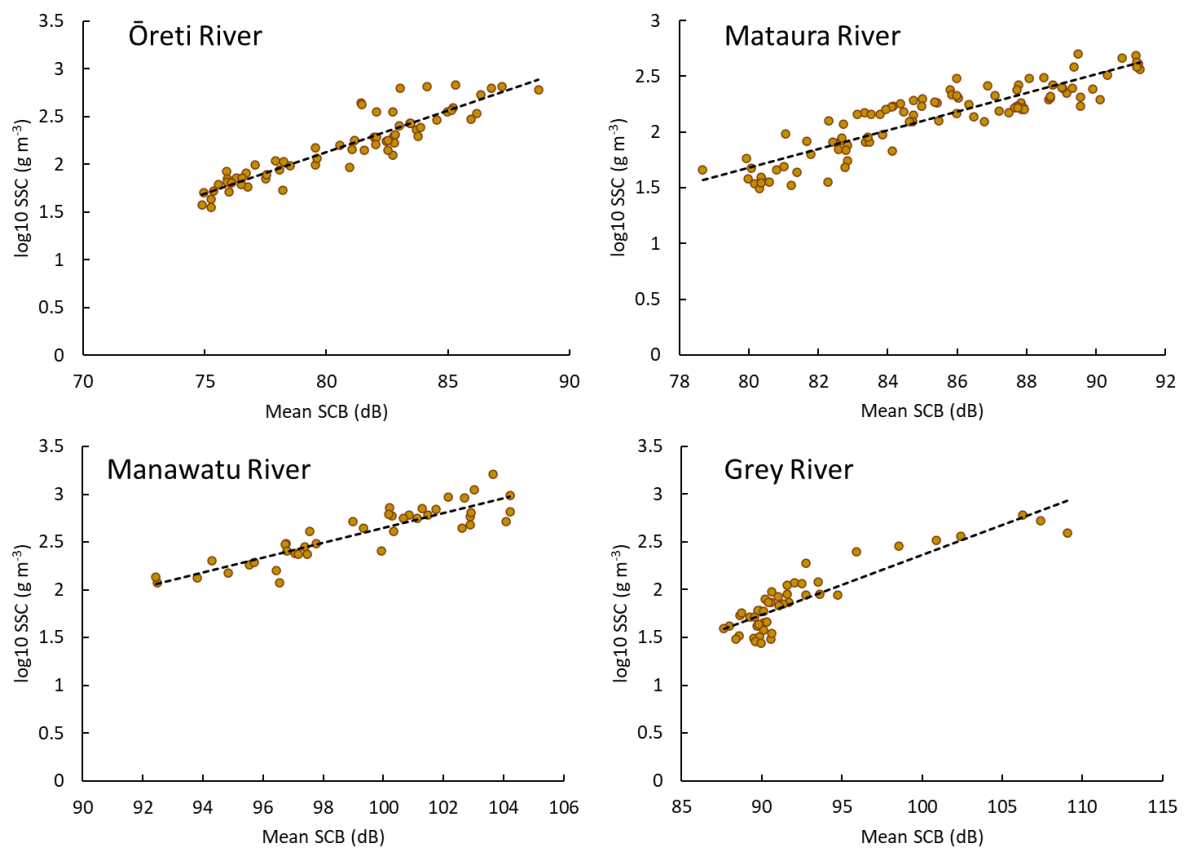 Ōreti River
3.5
3
2.5
2
1.5
1
0.5
0
log10 SSC (g m-3)
70 75 80 85 90
Mean SCB (dB)
Mataura River
3
2.5
2
1.5
1
0.5
0
log10 SSC (g m-3)
78 80 82 84 86 88 90 92
Mean SCB (dB)
Manawatu River
3.5
3
2.5
2
1.5
1
0.5
0
log10 SSC (g m-3)
90 92 94 96 98 100 102 104 106
Mean SCB (dB)
Grey River
3.5
3
2.5
2
1.5
1
0.5
0
log10 SSC (g m-3)
85 90 95 100 105 110 115
Mean SCB (dB)